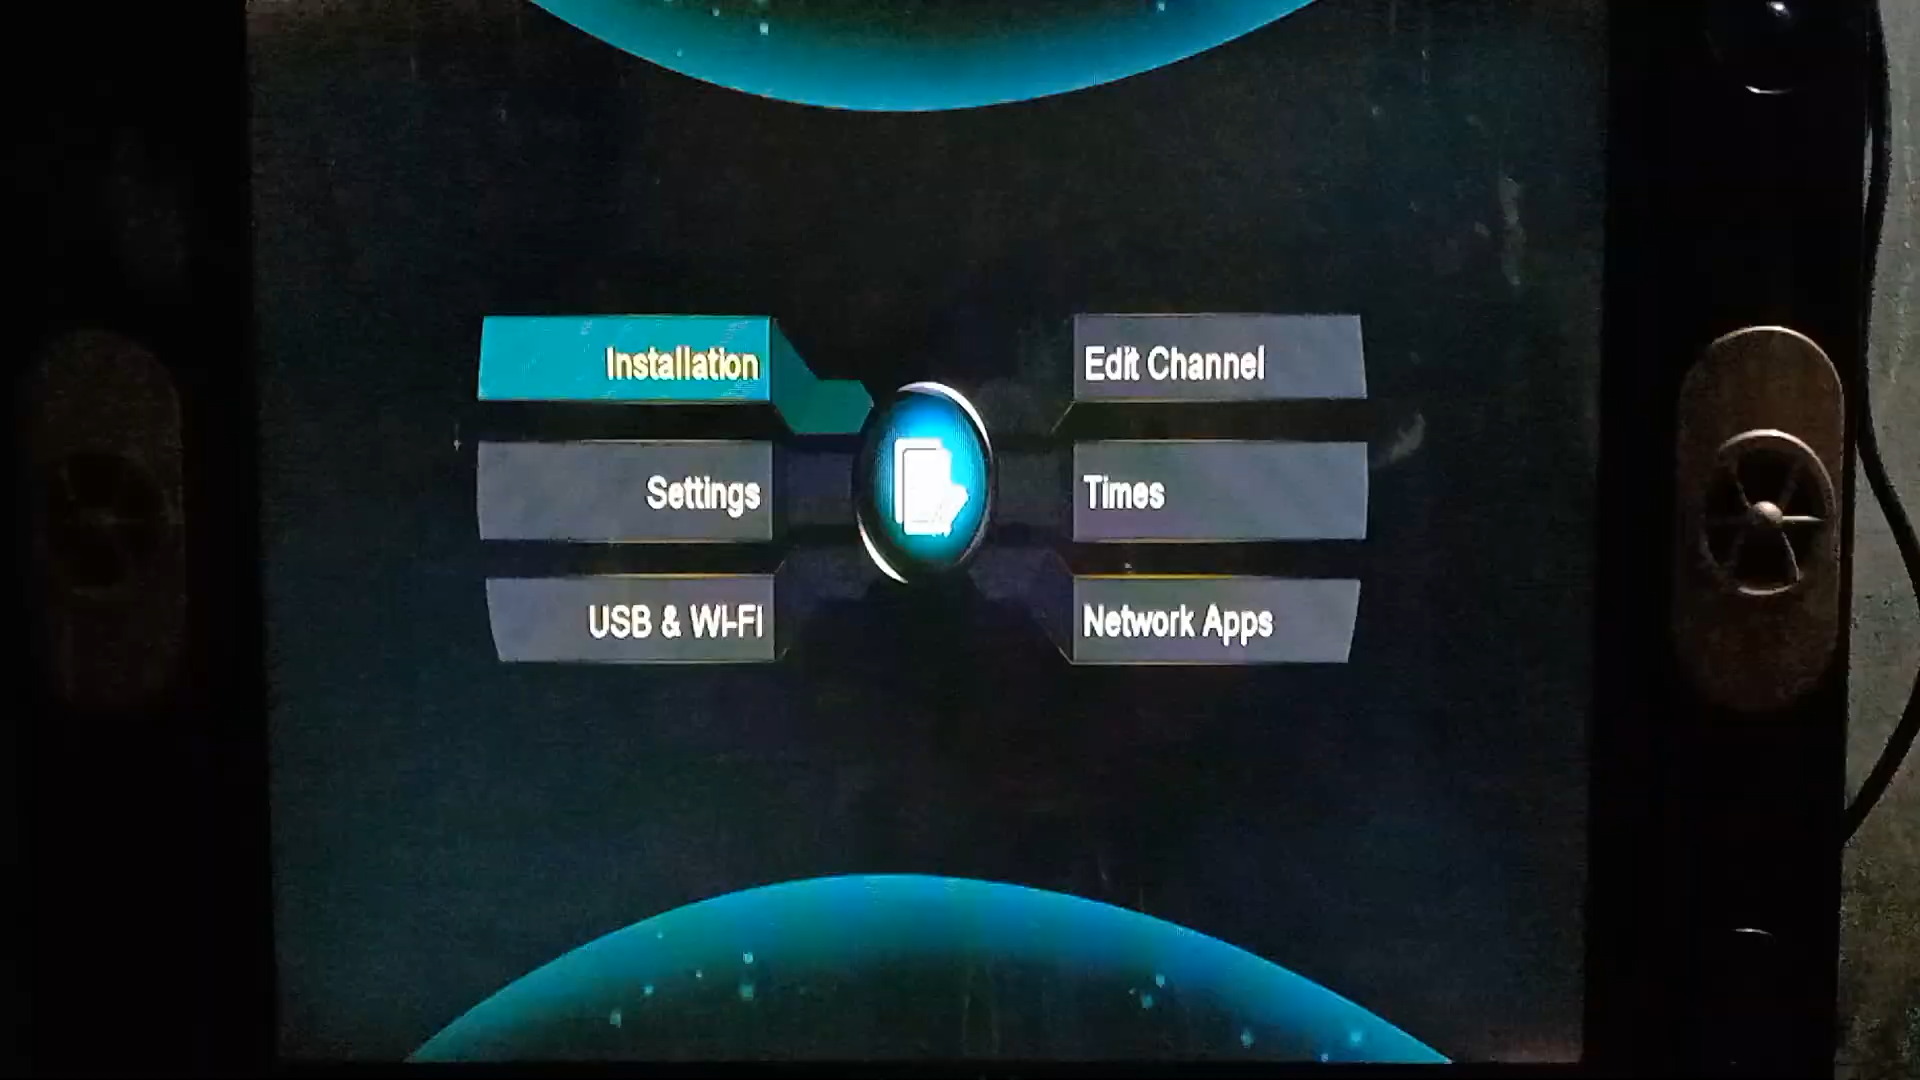 Installation
Settings
USB & WI-FI
Edit Channel
Times
Network Apps